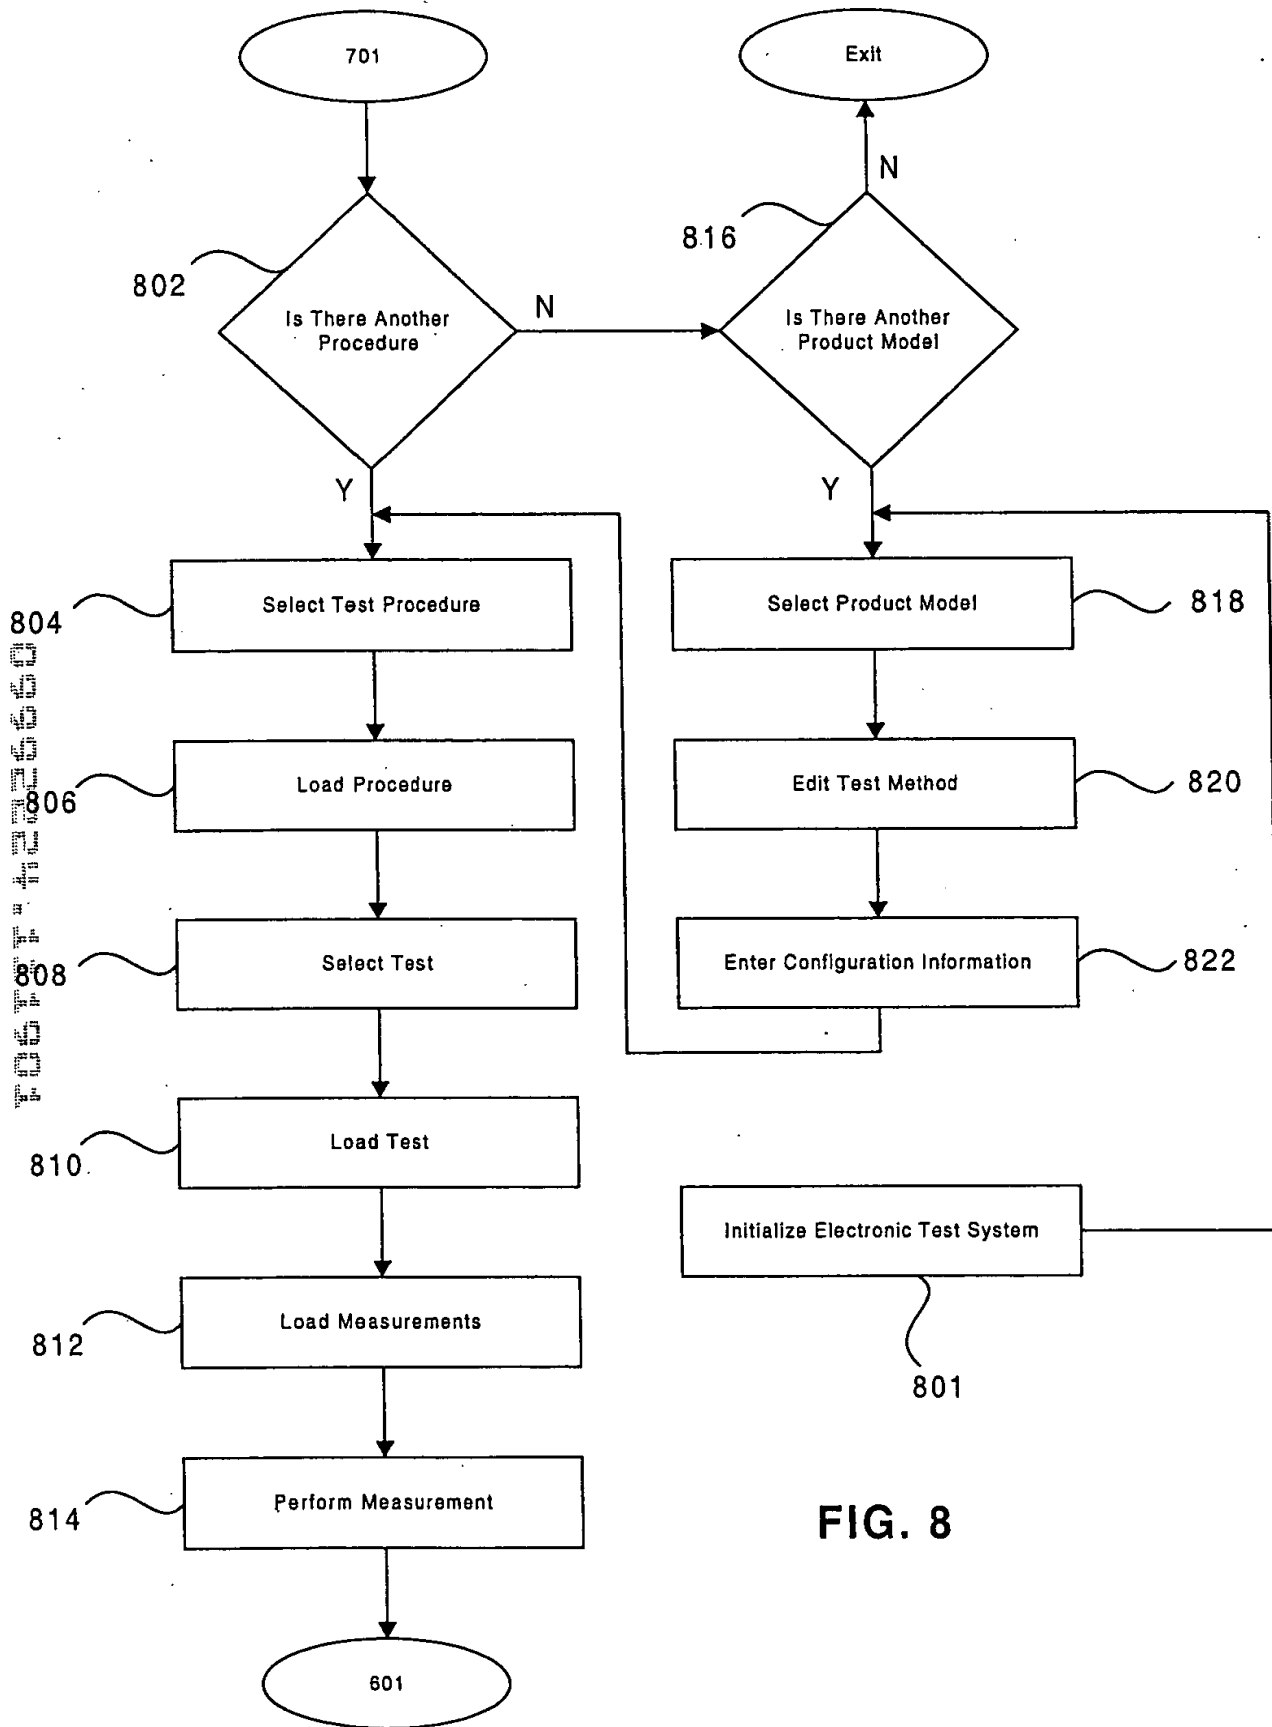 701
Exit
N
816
802
Is There Another
Procedure
N
Is There Another
Product Model
Y
Y
804
Select Test Procedure
Select Product Model
818
806
Load Procedure
Edit Test Method
820
808
Select Test
Enter Configuration Information
822
810
Load Test
Initialize Electronic Test System
812
Load Measurements
801
814
Perform Measurement
FIG. 8
601